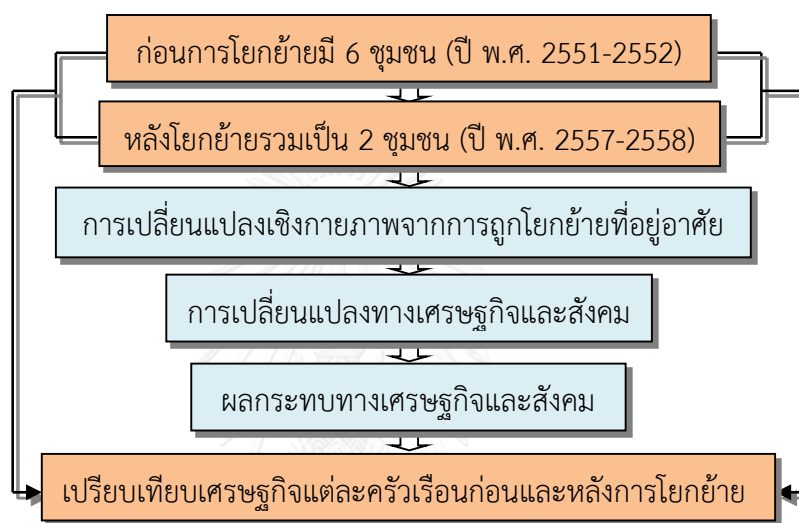 ก่อนการโยกย้ายมี 6 ชุมชน (ปี พ.ศ. 2551-2552)
หลังโยกย้ายรวมเป็น 2 ชุมชน (ปี พ.ศ. 2557-2558)
การเปลี่ยนแปลงเชิงกายภาพจากการถูกโยกย้ายที่อยู่อาศัย
การเปลี่ยนแปลงทางเศรษฐกิจและสังคม
ผลกระทบทางเศรษฐกิจและสังคม
เปรียบเทียบเศรษฐกิจแต่ละครัวเรือนก่อนและหลังการโยกย้าย